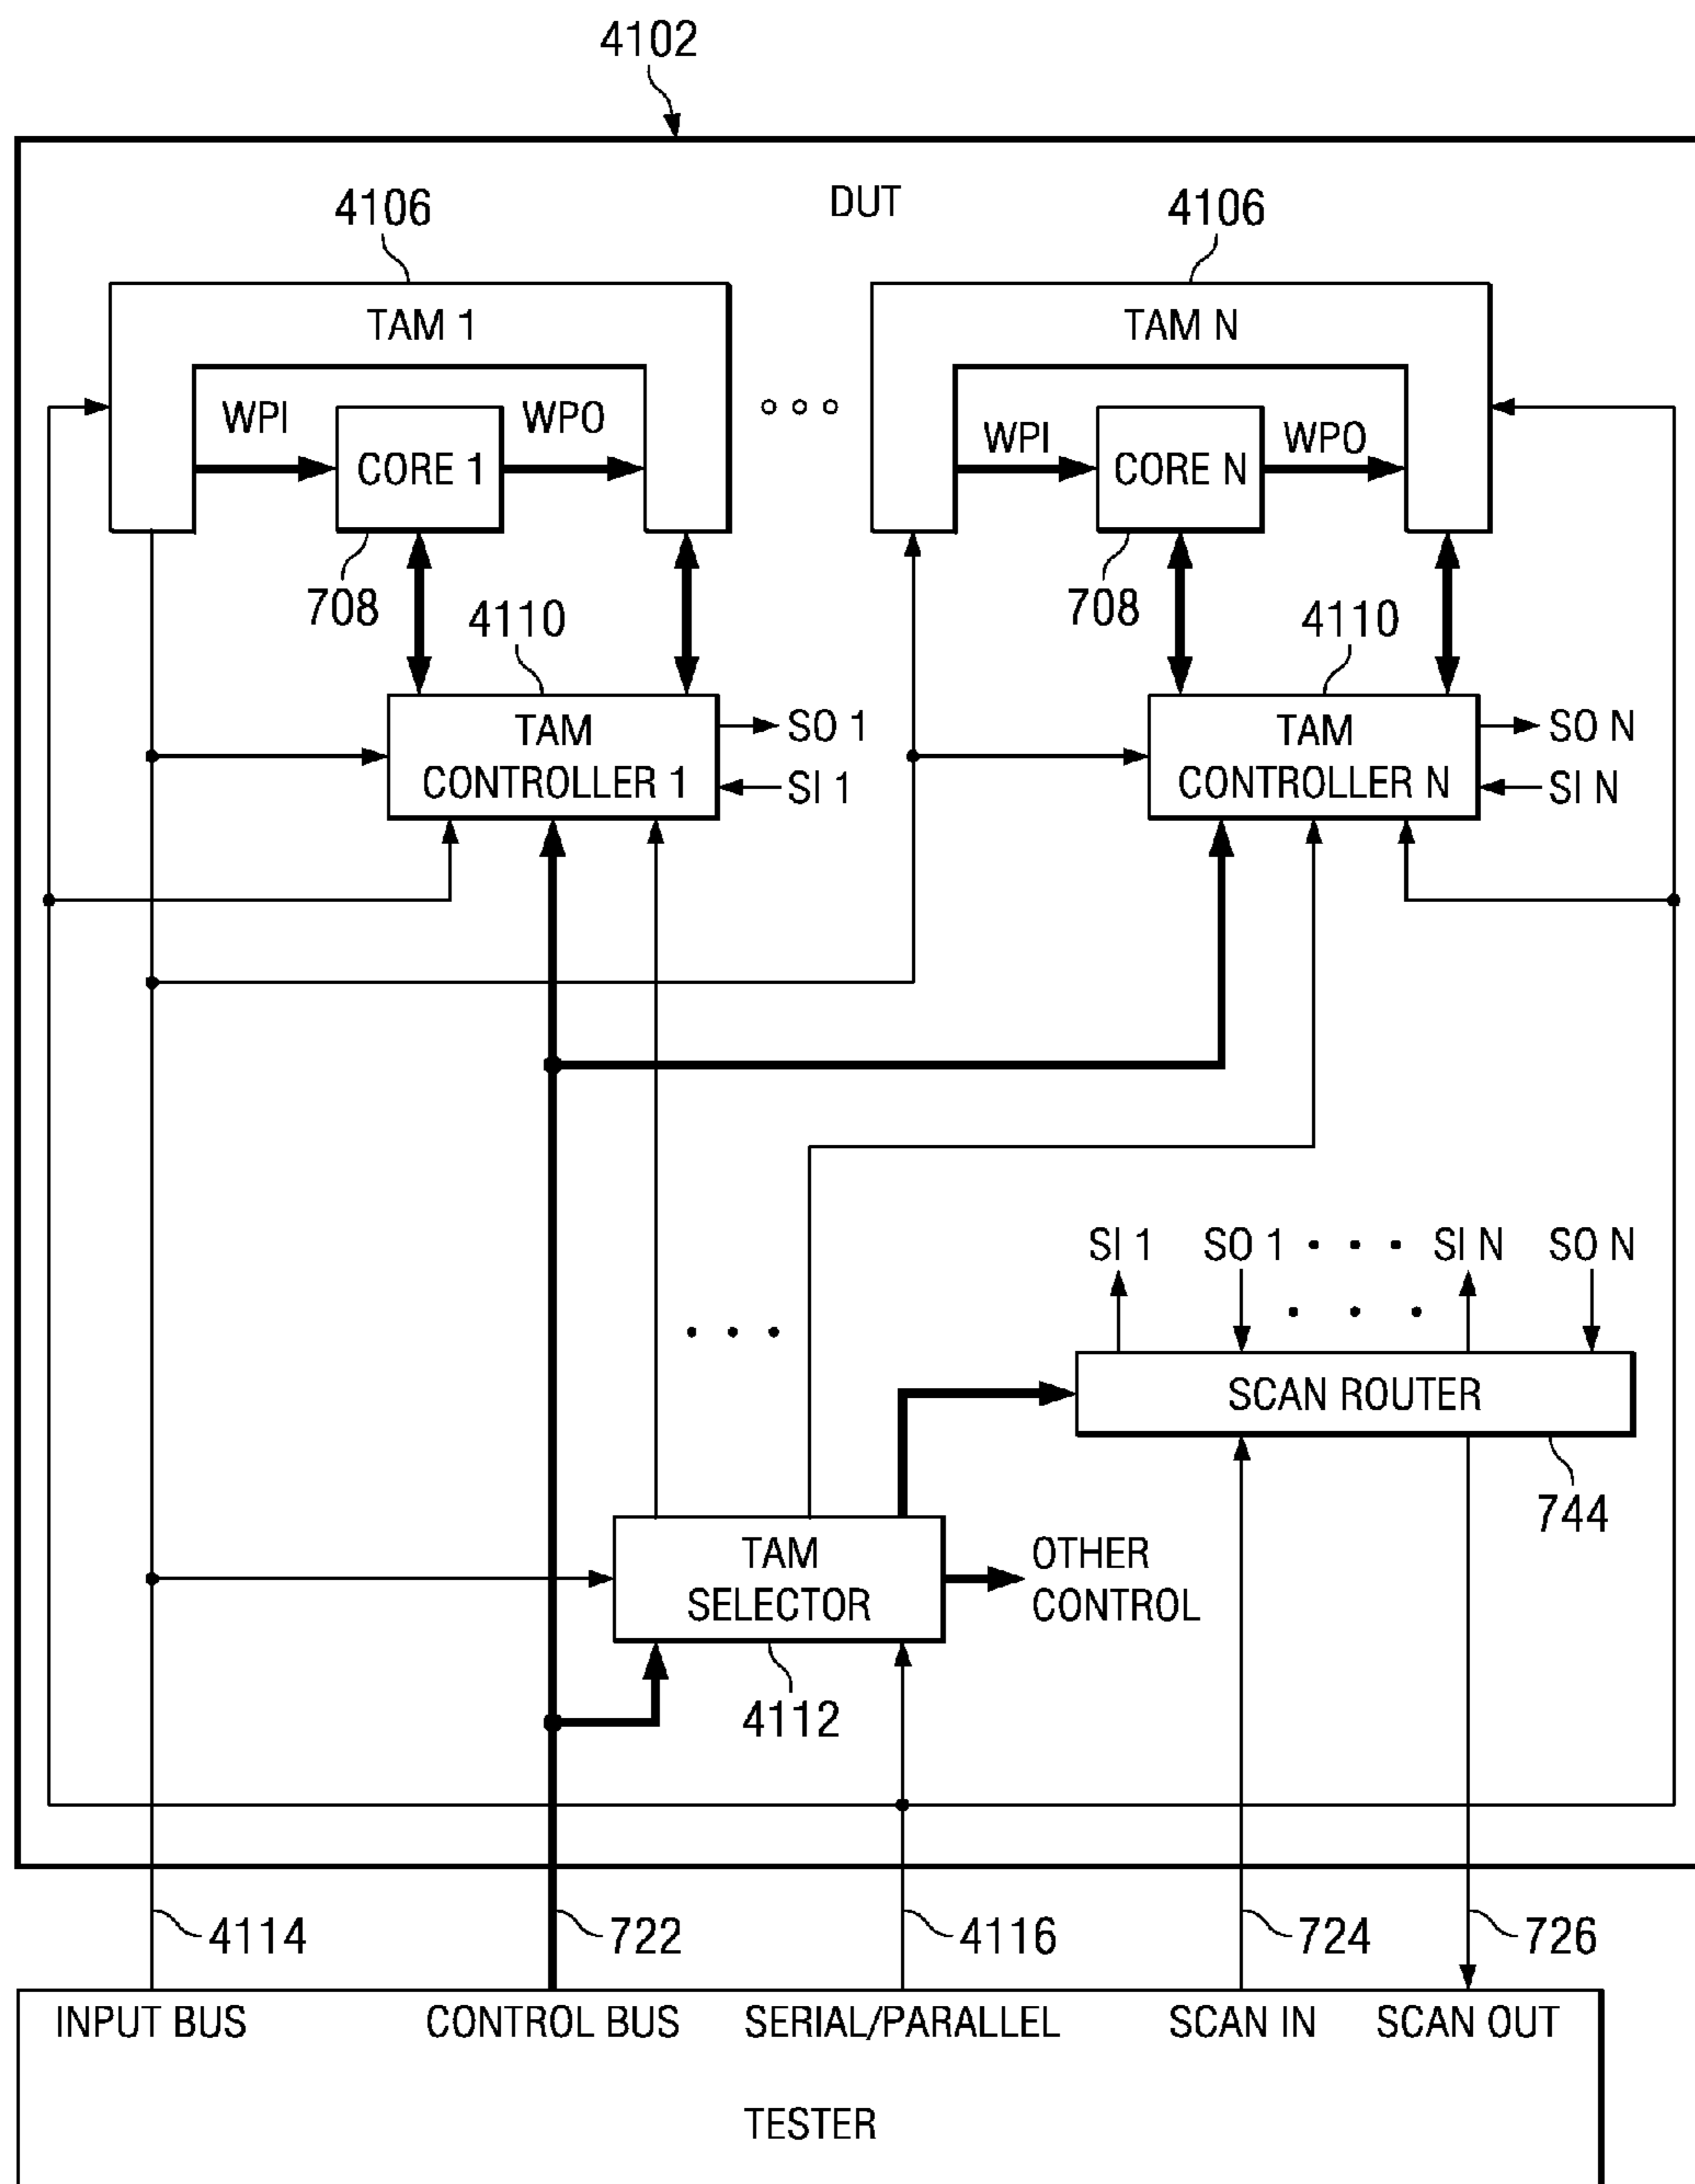 4102
DUT
4106
4106
TAM 1
TAM N
WPI
WPO
CORE 1
WPI
WPO
CORE N
708
4110
708
4110
TAM
CONTROLLER 1
SO 1
SI 1
TAM
CONTROLLER N
SO N
SI N
SI 1
SO 1
SI N
SO N
SCAN ROUTER
744
TAM
SELECTOR
OTHER
CONTROL
4112
4114
722
4116
724
726
INPUT BUS
CONTROL BUS
SERIAL/PARALLEL
SCAN IN
SCAN OUT
TESTER